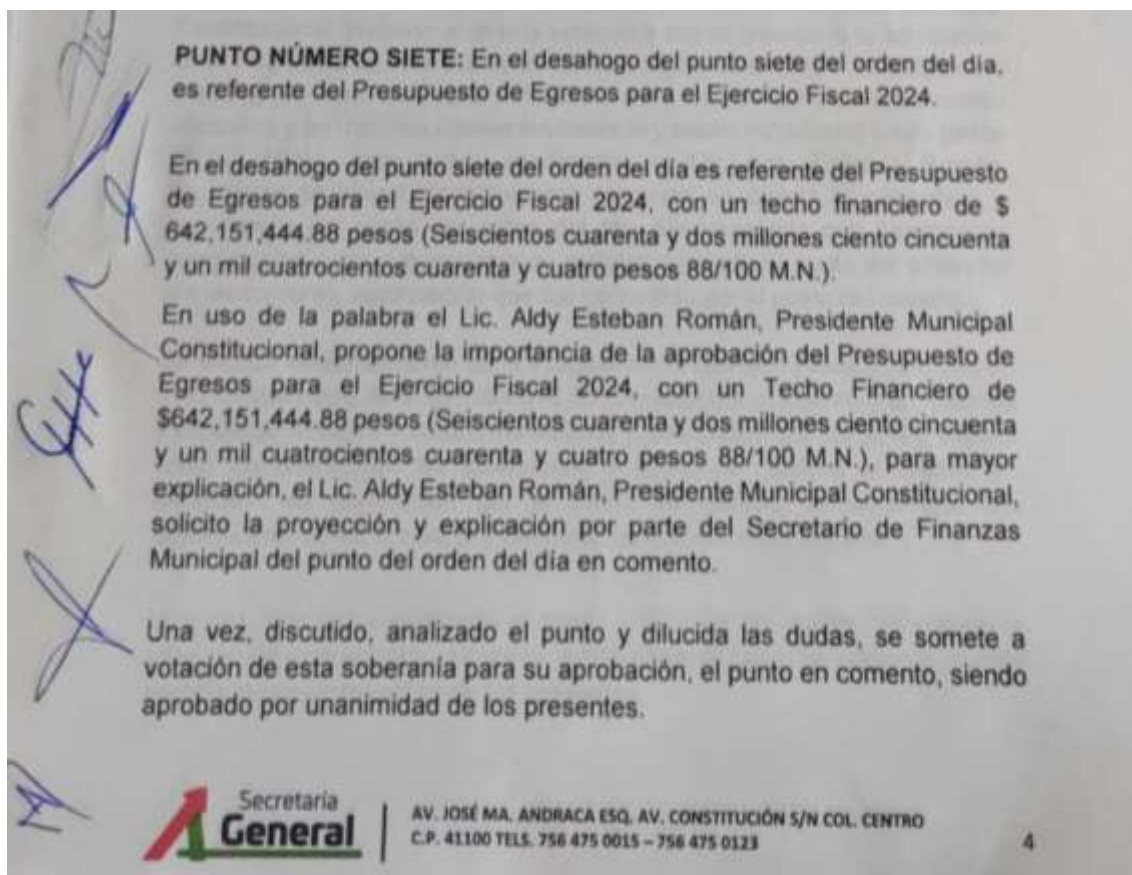 PUNTO NÚMERO SIETE: En el desahogo del punto siete del orden del día,
es referente del Presupuesto de Egresos para el Ejercicio Fiscal 2024.
En el desahogo del punto siete del orden del día es referente del Presupuesto
de Egresos para el Ejercicio Fiscal 2024, con un techo financiero de $
642,151,444.88 pesos (Seiscientos cuarenta y dos millones ciento cincuenta
y un mil cuatrocientos cuarenta y cuatro pesos 88/100 M.N.).
En uso de la palabra el Lic. Aldy Esteban Román, Presidente Municipal
Constitucional, propone la importancia de la aprobación del Presupuesto de
Egresos para el Ejercicio Fiscal 2024, con un Techo Financiero de
$642,151,444.88 pesos (Seiscientos cuarenta y dos millones ciento cincuenta
y un mil cuatrocientos cuarenta y cuatro pesos 88/100 M.N.), para mayor
explicación, el Lic. Aldy Esteban Román, Presidente Municipal Constitucional,
solicito la proyección y explicación por parte del Secretario de Finanzas
Municipal del punto del orden del día en comento.
Una vez, discutido, analizado el punto y dilucida las dudas, se somete a
votación de esta soberanía para su aprobación, el punto en comento, siendo
aprobado por unanimidad de los presentes.
Secretaría
General
AV. JOSÉ MA. ANDRACA ESQ. AV. CONSTITUCIÓN S/N COL. CENTRO
C.P. 41100 TELS. 756 475 0015 – 756 475 0123
4